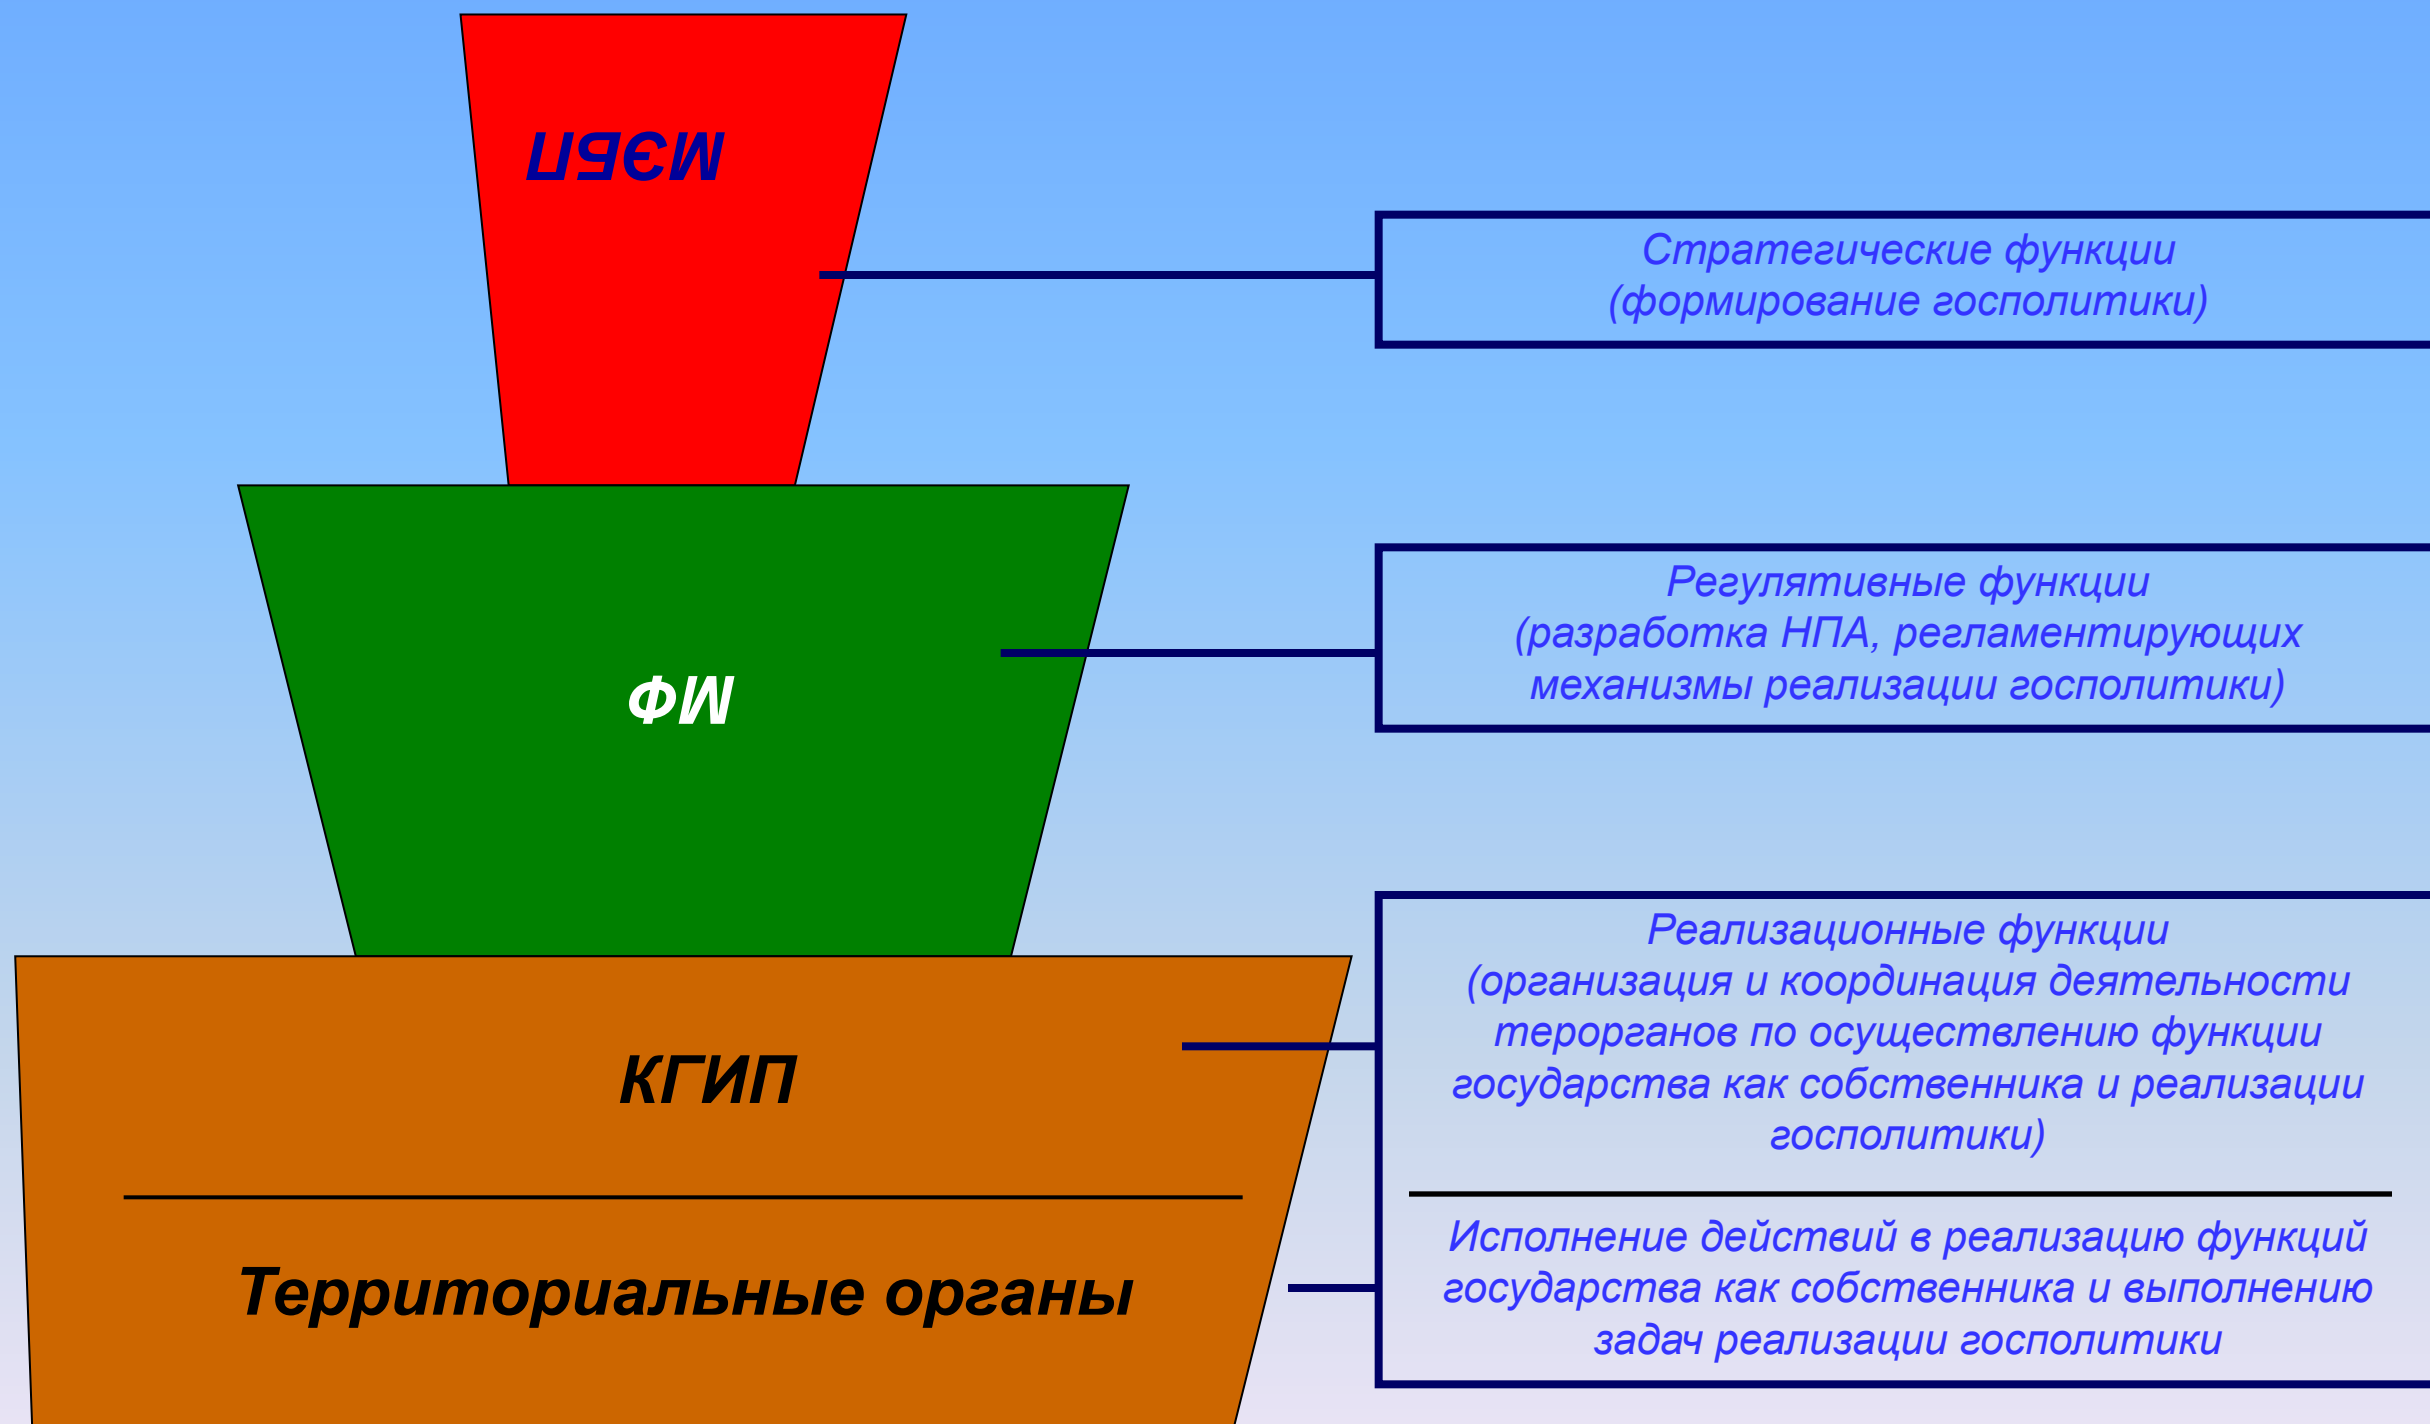 МЭБП
Стратегические функции
(формирование госполитики)
МФ
Регулятивные функции
(разработка НПА, регламентирующих
механизмы реализации госполитики)
КГИП
Территориальные органы
Реализационные функции
(организация и координация деятельности
терорганов по осуществлению функции
государства как собственника и реализации
госполитики)
Исполнение действий в реализацию функций
государства как собственника и выполнению
задач реализации госполитики